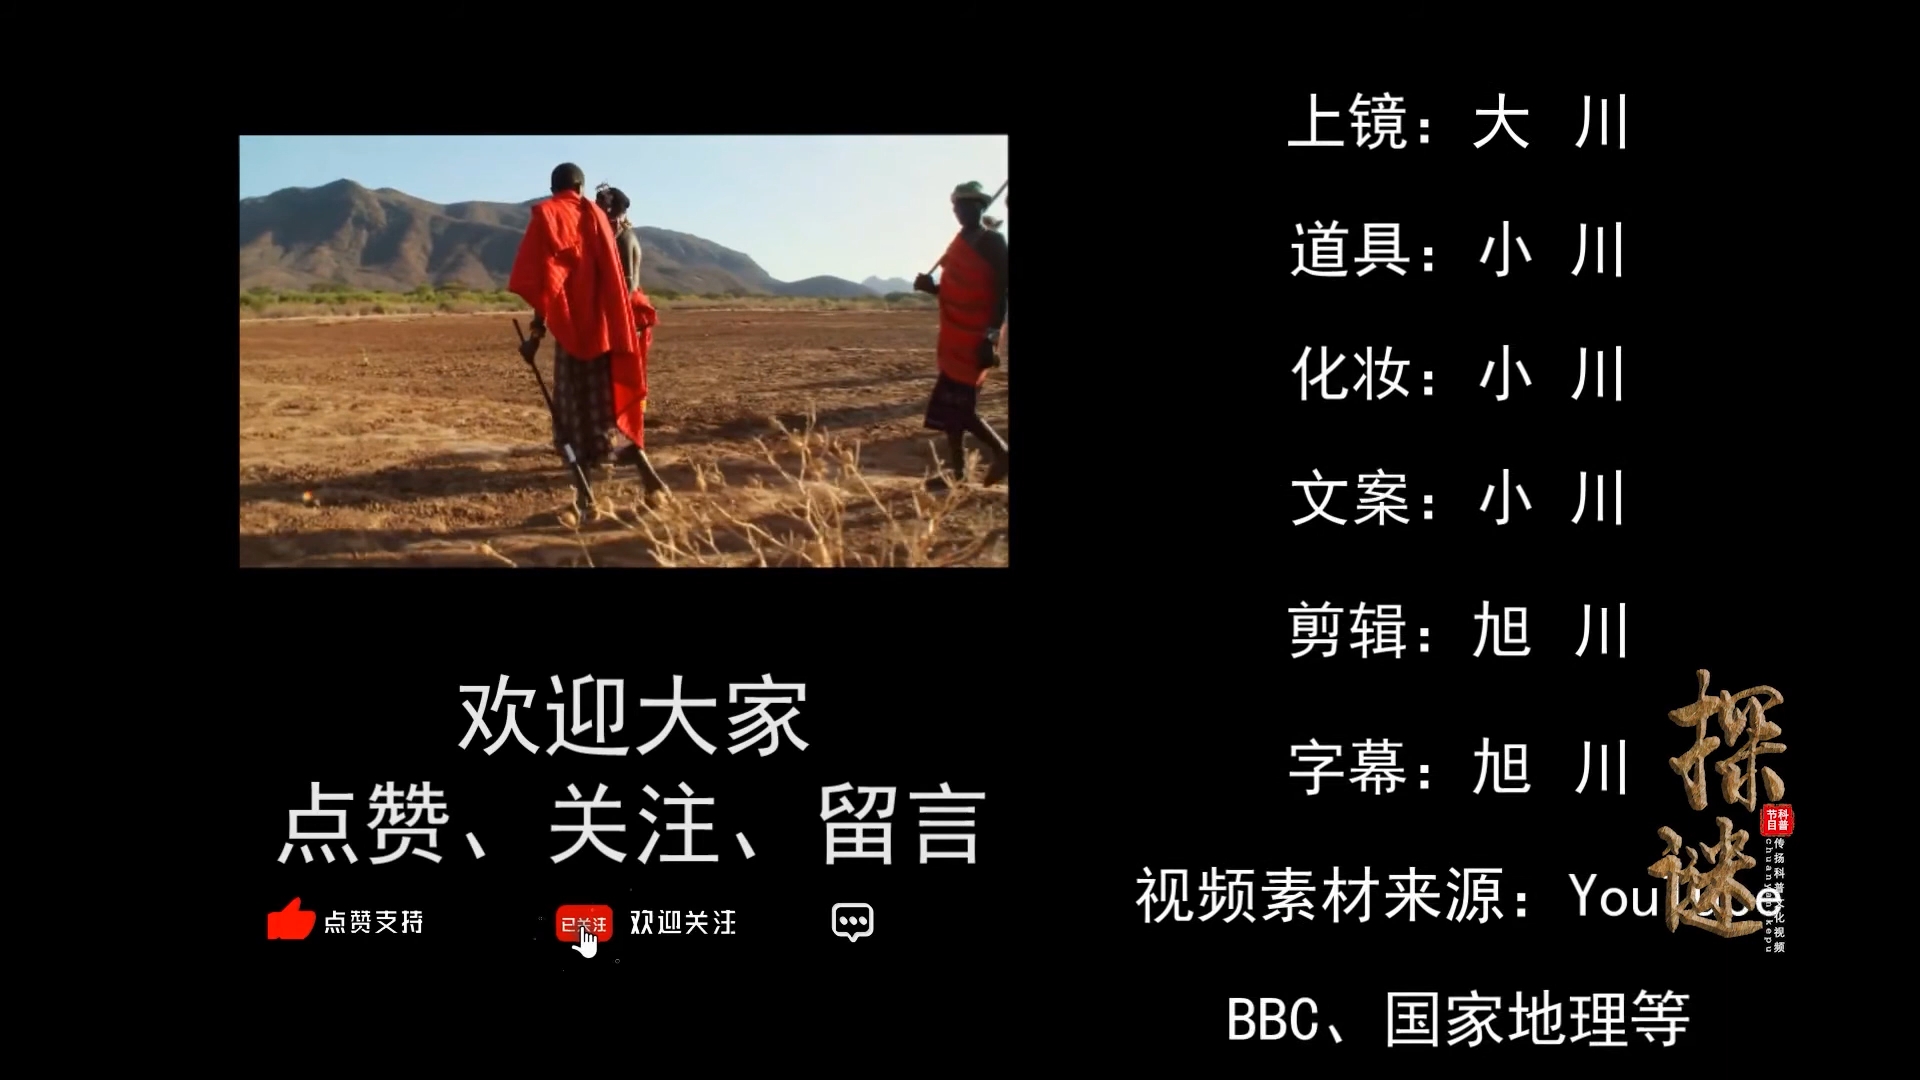 上镜：大 川
道具：小 川
化妆：小 川
文案：小 川
剪辑：旭 川
字幕：旭 川
视频素材来源：YouTube
BBC、国家地理等
欢迎大家
点赞、关注、留言
点赞支持
已关注
欢迎关注
探谜
科普节目
传扬科普文化视频